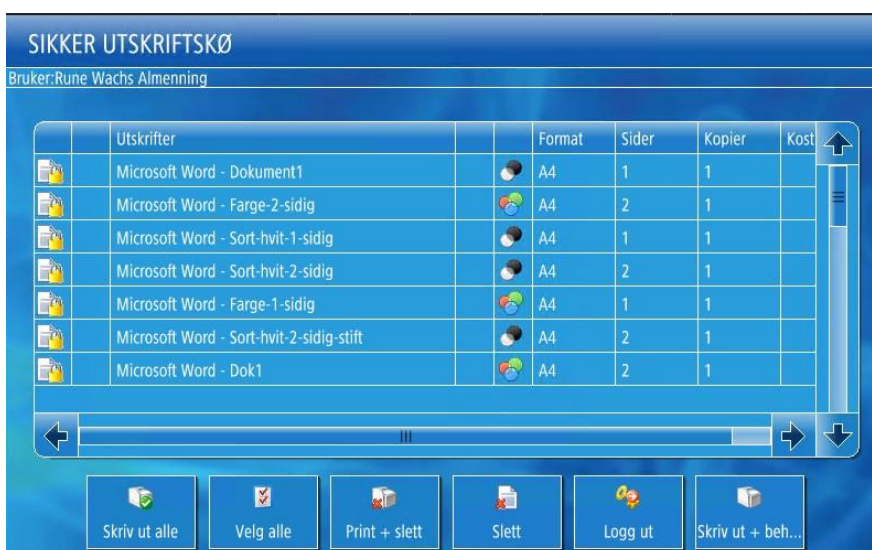 SIKKER UTSKRIFTSKØ
Bruker:Rune Wachs Almenning
Utskrifter Format Sider Kopier Kost
Microsoft Word - Dokument1 A4 1 1
Microsoft Word - Farge-2-sidig A4 2 1
Microsoft Word - Sort-hvit-1-sidig A4 1 1
Microsoft Word - Sort-hvit-2-sidig A4 2 1
Microsoft Word - Farge-1-sidig A4 1 1
Microsoft Word - Sort-hvit-2-sidig-stift A4 2 1
Microsoft Word - Dok1 A4 2 1
Skriv ut alle Velg alle Print + slett Slett Logg ut Skriv ut + beh...